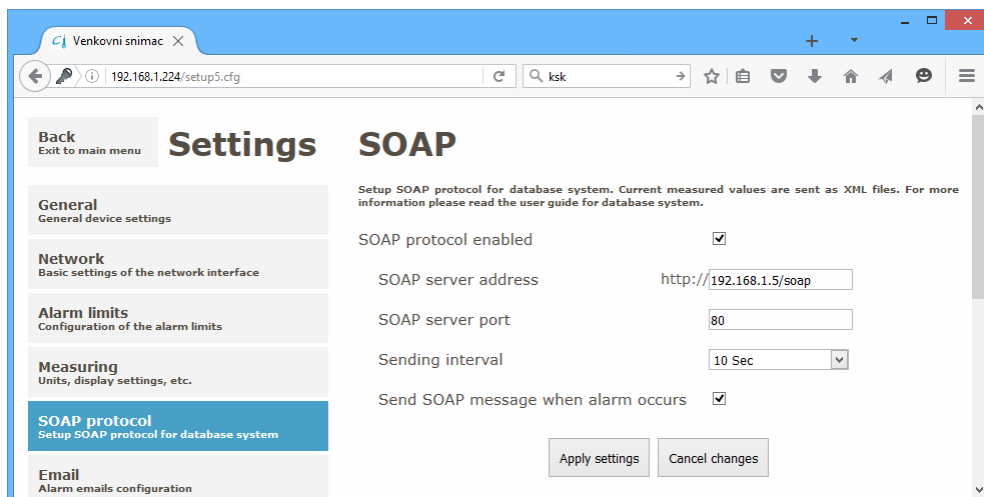 Venkovni snimac
192.168.1.224/setup5.cfg
ksk
Back
Exit to main menu
Settings
General
General device settings
Network
Basic settings of the network interface
Alarm limits
Configuration of the alarm limits
Measuring
Units, display settings, etc.
SOAP protocol
Setup SOAP protocol for database system
Email
Alarm emails configuration
SOAP
Setup SOAP protocol for database system. Current measured values are sent as XML files. For more
information please read the user guide for database system.
SOAP protocol enabled
SOAP server address http://192.168.1.5/soap
SOAP server port 80
Sending interval 10 Sec
Send SOAP message when alarm occurs
Apply settings Cancel changes